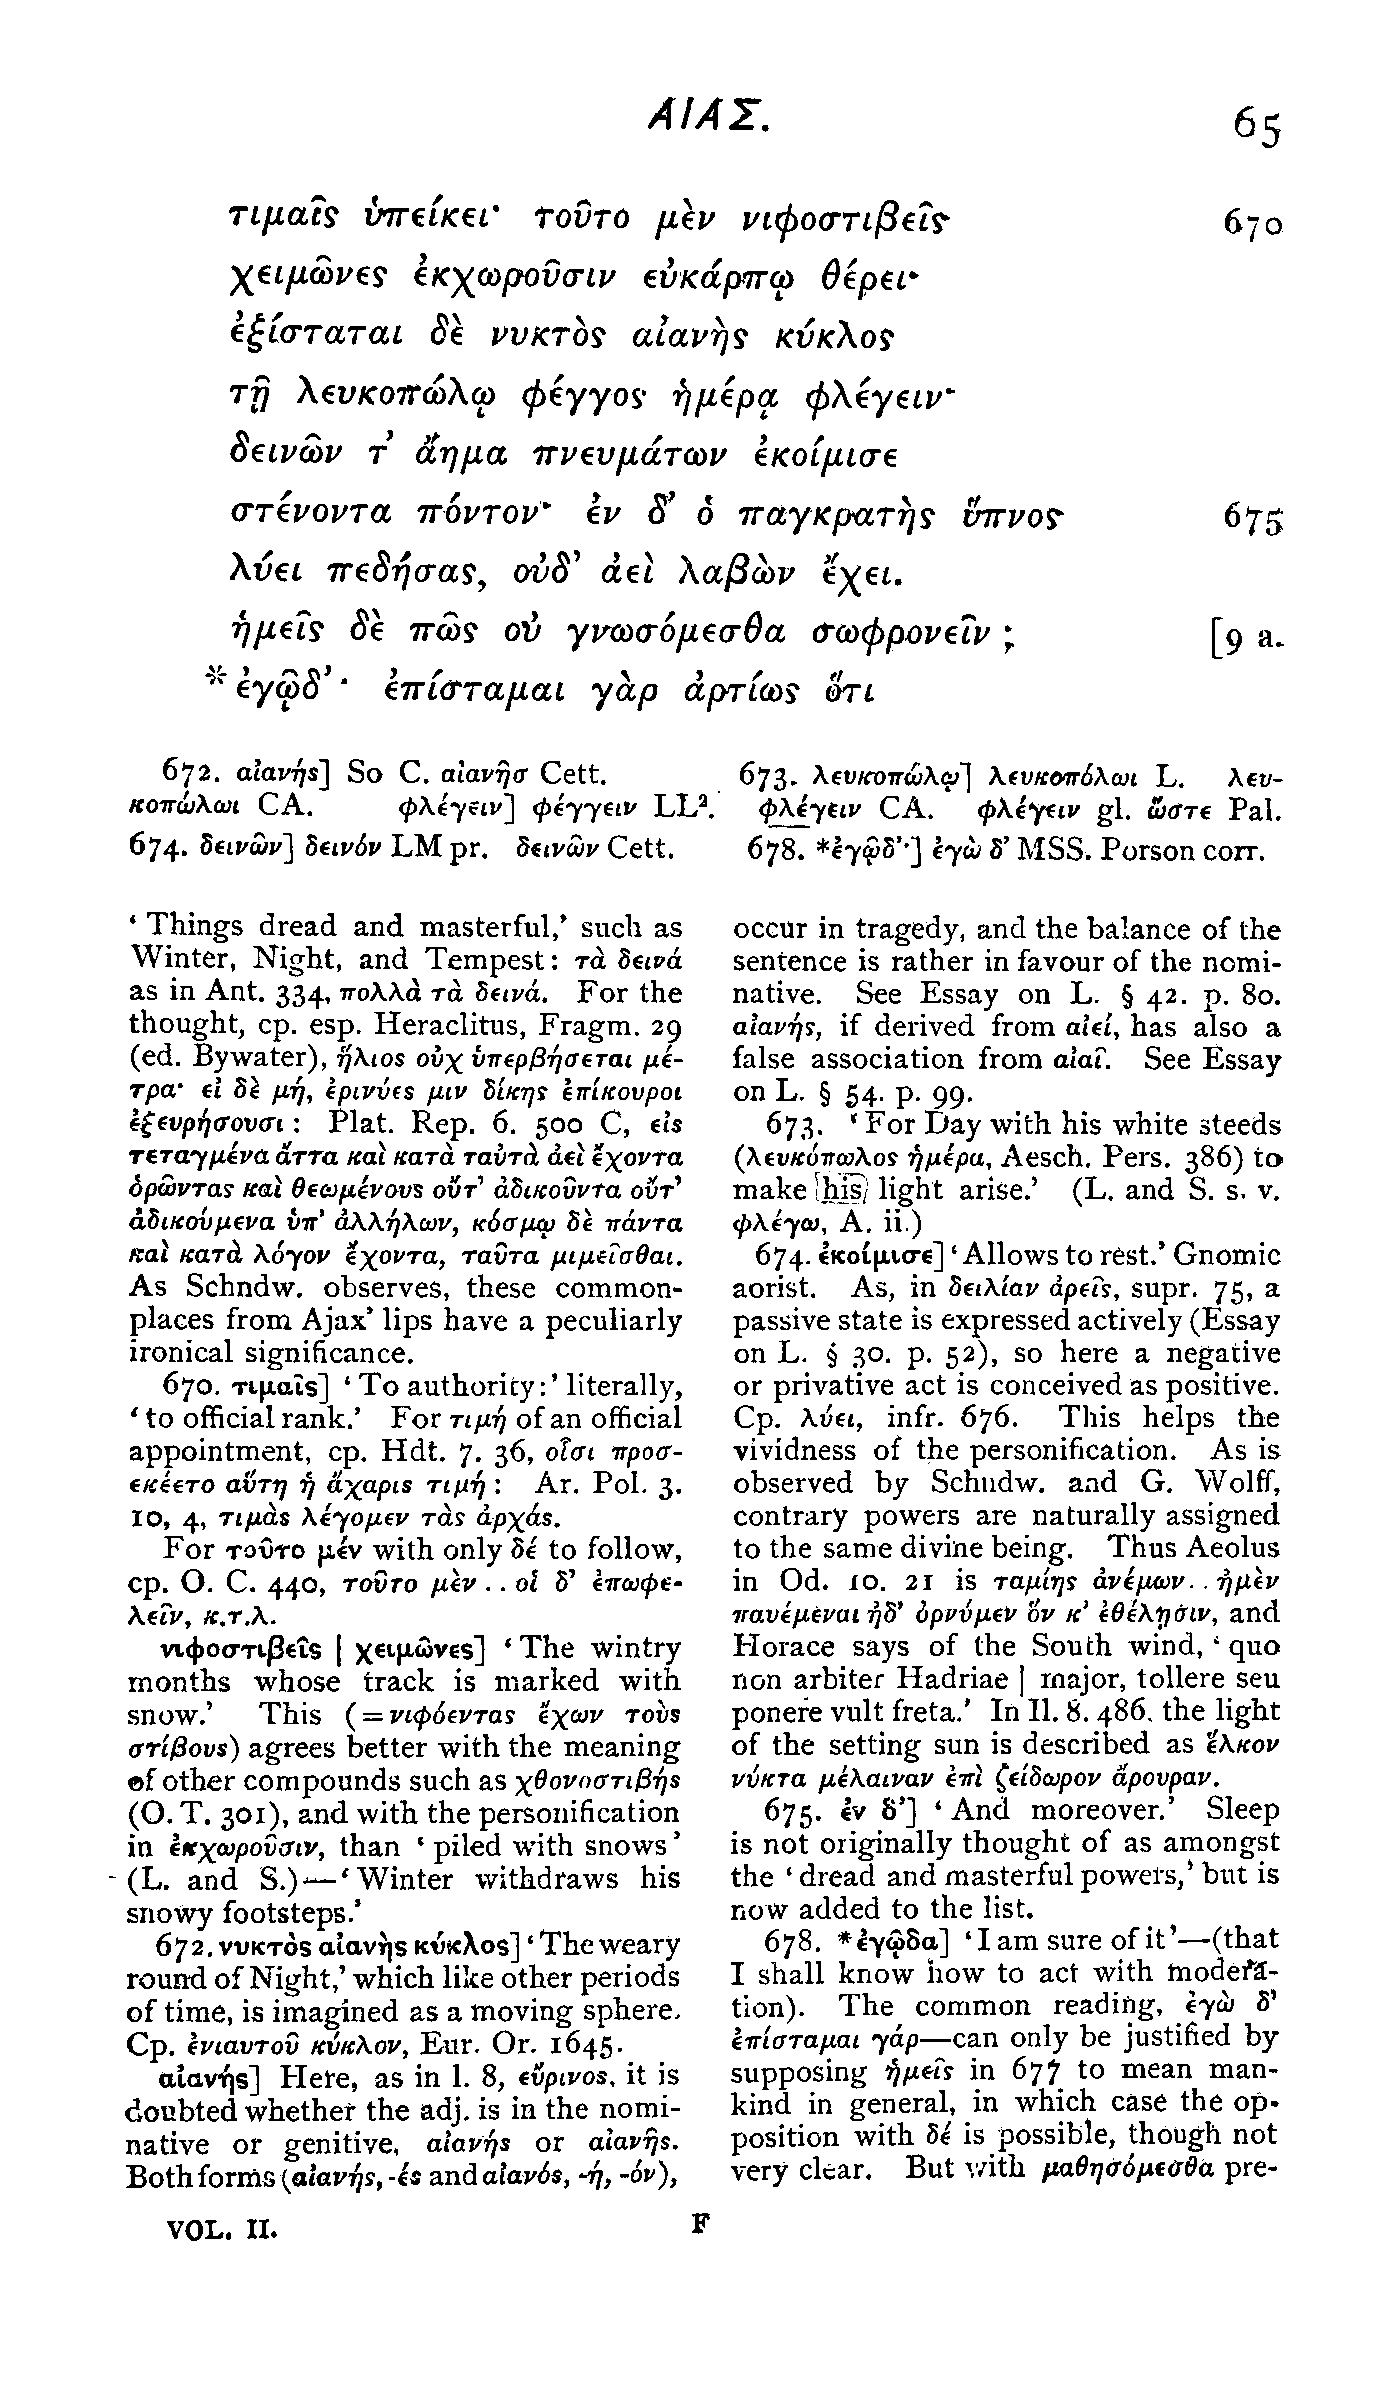 ΑΙΑΣ.
65
τιμαῖς ὑπείκει· τοῦτο μὲν νιφοστιβεῖς 670
χειμῶνες ἐκχωροῦσιν εὐκάρπῳ θέρει·
ἐξίσταται δὲ νυκτὸς αἰανὴς κύκλος
τῇ λευκοπώλῳ φέγγος ἡμέρᾳ φλέγειν·
δεινῶν τ’ ἄημα πνευμάτων ἐκοίμισε
στένοντα πόντον· ἐν δ’ ὁ παγκρατὴς ὕπνος 675
λύει πεδήσας, οὐδ’ ἀεὶ λαβὼν ἔχει.
ἡμεῖς δὲ πῶς οὐ γνωσόμεσθα σωφρονεῖν ; [9 a.
*ἐγᾦδ’· ἐπίσταμαι γὰρ ἀρτίως ὅτι
672. αἰανής] So C. αἰανῆσ Cett. 673. λευκοπώλῳ] λευκοπόλωι L. λευ-
κοπώλωι CA. φλέγειν] φέγγειν LL². φλέγειν CA. φλέγειν gl. ὥστε Pal.
674. δεινῶν] δεινόν LM pr. δεινῶν Cett. 678. *ἐγᾦδ’·] ἐγὼ δ’ MSS. Porson corr.
‘ Things dread and masterful,’ such as
Winter, Night, and Tempest: τὰ δεινά
as in Ant. 334, πολλὰ τὰ δεινά. For the
thought, cp. esp. Heraclitus, Fragm. 29
(ed. Bywater), ἥλιος οὐχ ὑπερβήσεται μέ-
τρα· εἰ δὲ μή, ἐρινύες μιν δίκης ἐπίκουροι
ἐξευρήσουσι : Plat. Rep. 6. 500 C, εἰς
τεταγμένα ἄττα καὶ κατὰ ταὐτὰ ἀεὶ ἔχοντα
ὁρῶντας καὶ θεωμένους οὔτ’ ἀδικοῦντα οὔτ’
ἀδικούμενα ὑπ’ ἀλλήλων, κόσμῳ δὲ πάντα
καὶ κατὰ λόγον ἔχοντα, ταῦτα μιμεῖσθαι.
As Schndw. observes, these common-
places from Ajax’ lips have a peculiarly
ironical significance.
670. τιμαῖς] ‘ To authority:’ literally,
‘ to official rank.’ For τιμή of an official
appointment, cp. Hdt. 7. 36, οἷσι προσ-
εκέετο αὕτη ἡ ἄχαρις τιμή : Ar. Pol. 3.
10, 4, τιμὰς λέγομεν τὰς ἀρχάς.
For τοῦτο μέν with only δέ to follow,
cp. O. C. 440, τοῦτο μὲν . . οἱ δ’ ἐπωφε-
λεῖν, κ.τ.λ.
νιφοστιβεῖς | χειμῶνες] ‘ The wintry
months whose track is marked with
snow.’ This (= νιφόεντας ἔχων τοὺς
στίβους) agrees better with the meaning
of other compounds such as χθονοστιβής
(O. T. 301), and with the personification
in ἐκχωροῦσιν, than ‘ piled with snows’
(L. and S.)—‘ Winter withdraws his
snowy footsteps.’
672. νυκτὸς αἰανὴς κύκλος] ‘ The weary
round of Night,’ which like other periods
of time, is imagined as a moving sphere.
Cp. ἐνιαυτοῦ κύκλον, Eur. Or. 1645.
αἰανής] Here, as in l. 8, εὔρινος, it is
doubted whether the adj. is in the nomi-
native or genitive, αἰανής or αἰανῆς.
Both forms (αἰανής, -ές and αἰανός, -ή, -όν),
occur in tragedy, and the balance of the
sentence is rather in favour of the nomi-
native. See Essay on L. § 42. p. 80.
αἰανής, if derived from αἰεί, has also a
false association from αἰαῖ. See Essay
on L. § 54. p. 99.
673. ‘ For Day with his white steeds
(λευκόπωλος ἡμέρα, Aesch. Pers. 386) to
make [his] light arise.’ (L. and S. s. v.
φλέγω, A. ii.)
674. ἐκοίμισε] ‘ Allows to rest.’ Gnomic
aorist. As, in δειλίαν ἀρεῖς, supr. 75, a
passive state is expressed actively (Essay
on L. § 30. p. 52), so here a negative
or privative act is conceived as positive.
Cp. λύει, infr. 676. This helps the
vividness of the personification. As is
observed by Schndw. and G. Wolff,
contrary powers are naturally assigned
to the same divine being. Thus Aeolus
in Od. 10. 21 is ταμίης ἀνέμων . . ἠμὲν
παυέμεναι ἠδ’ ὀρνύμεν ὅν κ’ ἐθέλησιν, and
Horace says of the South wind, ‘ quo
non arbiter Hadriae | major, tollere seu
ponere vult freta.’ In Il. 8. 486, the light
of the setting sun is described as ἕλκον
νύκτα μέλαιναν ἐπὶ ζείδωρον ἄρουραν.
675. ἐν δ’] ‘ And moreover.’ Sleep
is not originally thought of as amongst
the ‘ dread and masterful powers,’ but is
now added to the list.
678. *ἐγᾦδα] ‘ I am sure of it’—(that
I shall know how to act with modera-
tion). The common reading, ἐγὼ δ’
ἐπίσταμαι γάρ—can only be justified by
supposing ἡμεῖς in 677 to mean man-
kind in general, in which case the op-
position with δέ is possible, though not
very clear. But with μαθησόμεσθα pre-
VOL. II. F